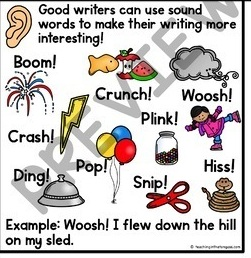 Good writers can use sound
words to make their writing more
interesting!
Boom!
Crunch!
Woosh!
Plink!
Crash!
Pop!
Hiss!
Ding!
Snip!
Example: Woosh! I flew down the hill
on my sled.
PREVIEW